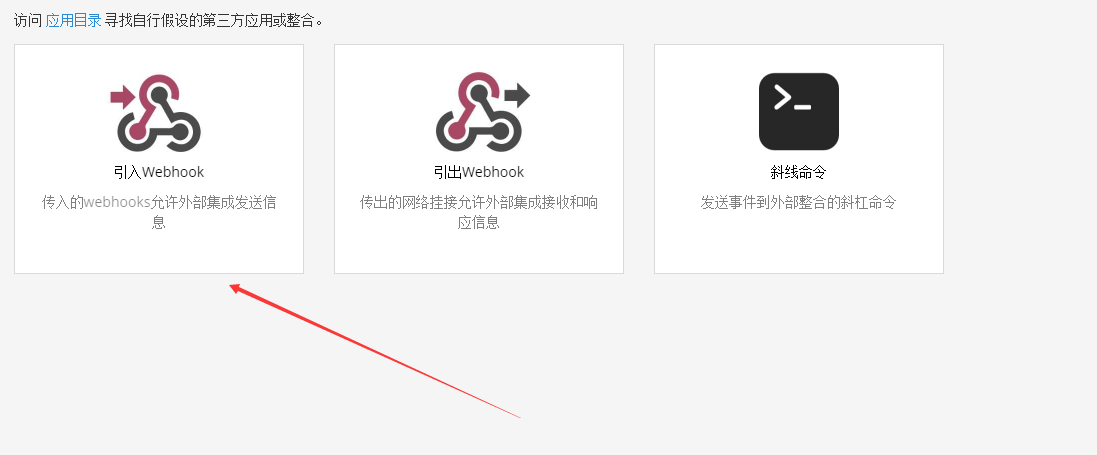 访问 应用目录 寻找自行假设的第三方应用或整合。
引入Webhook
传入的webhooks允许外部集成发送信
息
引出Webhook
传出的网络挂接允许外部集成接收和响
应信息
斜线命令
发送事件到外部整合的斜杠命令